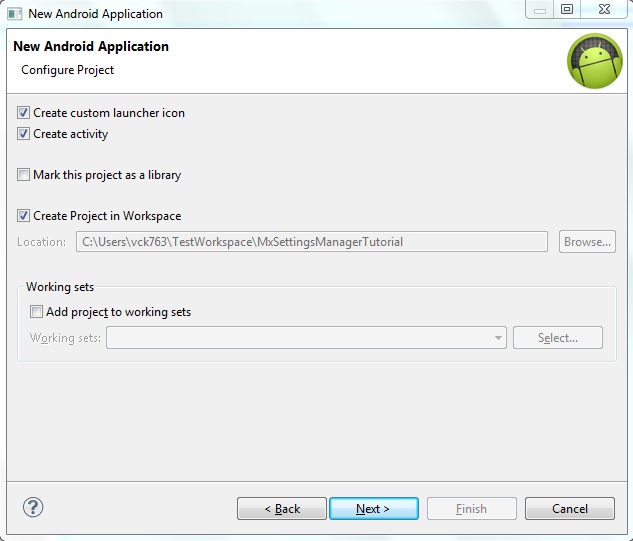 New Android Application
New Android Application
Configure Project
Create custom launcher icon
Create activity
Mark this project as a library
Create Project in Workspace
Location: C:\Users\vck763\TestWorkspace\MxSettingsManagerTutorial Browse...
Working sets
Add project to working sets
Working sets: Select...
? < Back Next > Finish Cancel